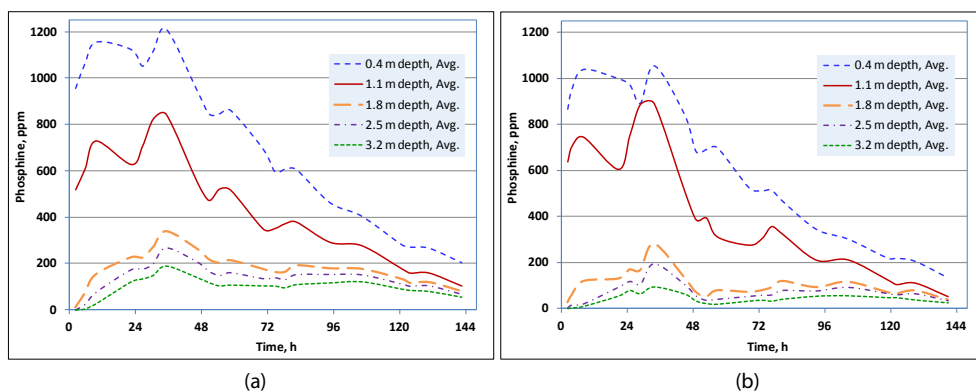 1200
1000
800
600
400
200
0
Phosphine, ppm
0 24 48 72 96 120 144
Time, h
0.4 m depth, Avg.
1.1 m depth, Avg.
1.8 m depth, Avg.
2.5 m depth, Avg.
3.2 m depth, Avg.
(a)
1200
1000
800
600
400
200
0
Phosphine, ppm
0 24 48 72 96 120 144
Time, h
0.4 m depth, Avg.
1.1 m depth, Avg.
1.8 m depth, Avg.
2.5 m depth, Avg.
3.2 m depth, Avg.
(b)